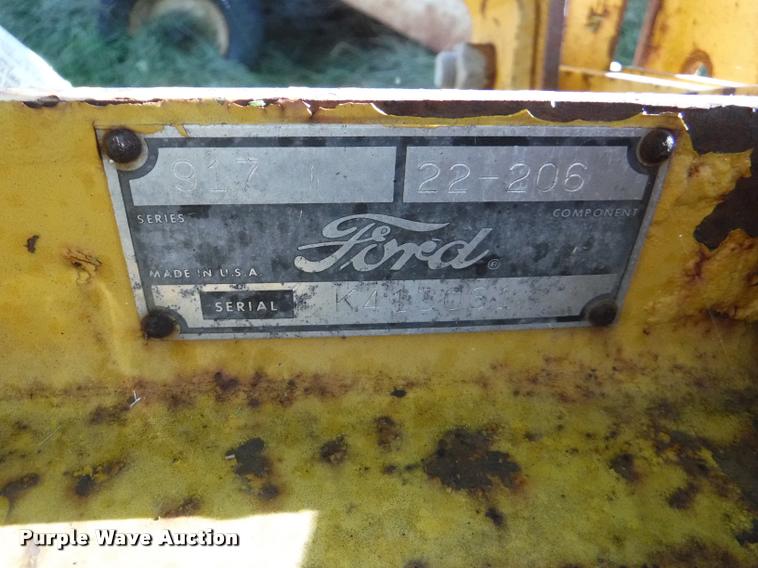 917 22-206
SERIES COMPONENT
Ford ®
MADE IN U.S.A.
SERIAL
Purple Wave Auction